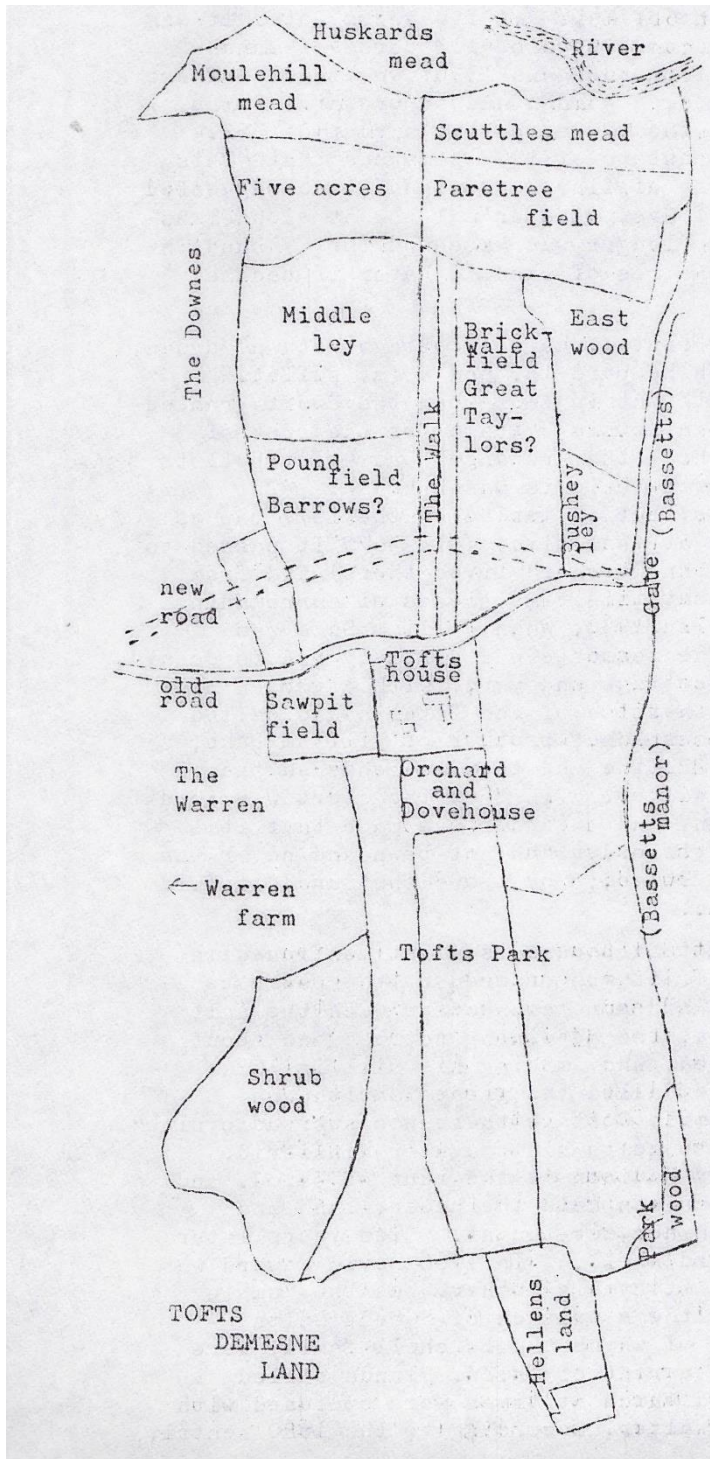 Huskards
mead
River
Moulehill
mead
Scuttles mead
Five acres
Paretree
field
The Downes
Middle
ley
Brick-
wale
field
Great
Tay-
lors?
East
wood
The Walk
Pound
field
Barrows?
Bushey
ley
Gate (Bassetts)
new
road
old
road
Sawpit
field
Tofts
house
The
Warren
Orchard
and
Dovehouse
(Bassetts
manor)
← Warren
farm
Tofts Park
Shrub
wood
Park
wood
Hellens
land
TOFTS
DEMESNE
LAND